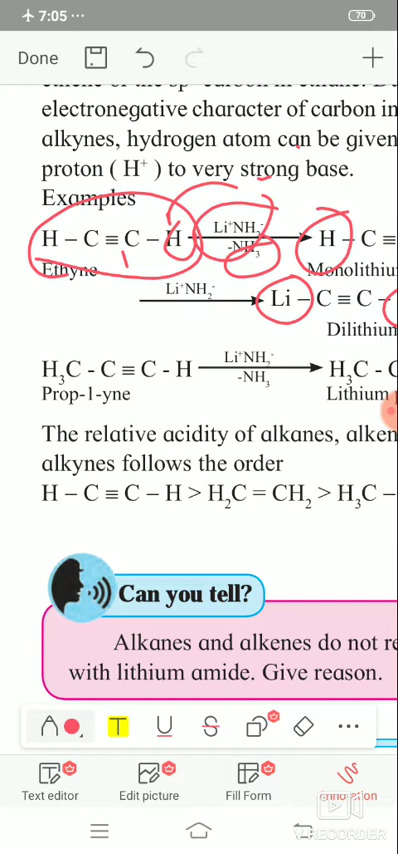 7:05 ...
70
Done
electronegative character of carbon in
alkynes, hydrogen atom can be given
proton ( H⁺ ) to very strong base.
Examples
H – C ≡ C – H Li⁺NH₂⁻ -NH₃ H – C ≡
Ethyne Monolithiu
Li⁺NH₂⁻ Li – C ≡ C –
Dilithiun
H₃C - C ≡ C - H Li⁺NH₂⁻ -NH₃ H₃C - C
Prop-1-yne Lithium
The relative acidity of alkanes, alken
alkynes follows the order
H – C ≡ C – H > H₂C = CH₂ > H₃C –
Can you tell?
Alkanes and alkenes do not re
with lithium amide. Give reason.
T U S
Text editor Edit picture Fill Form Annotation
V RECORDER